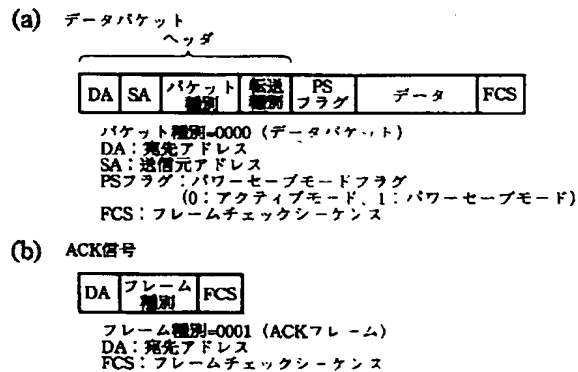 (a) データパケット
ヘッダ
DA SA パケット種別 転送種別 PSフラグ データ FCS
パケット種別=0000 (データパケット)
DA:宛先アドレス
SA:送信元アドレス
PSフラグ:パワーセーブモードフラグ
(0:アクティブモード、1:パワーセーブモード)
FCS:フレームチェックシーケンス
(b) ACK信号
DA フレーム種別 FCS
フレーム種別=0001 (ACKフレーム)
DA:宛先アドレス
FCS:フレームチェックシーケンス